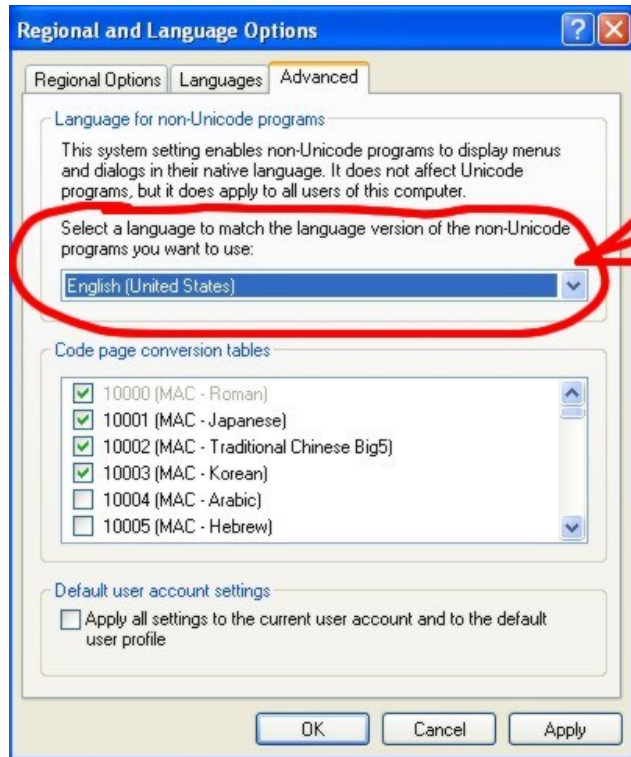 Regional and Language Options
Regional Options Languages Advanced
Language for non-Unicode programs
This system setting enables non-Unicode programs to display menus
and dialogs in their native language. It does not affect Unicode
programs, but it does apply to all users of this computer.
Select a language to match the language version of the non-Unicode
programs you want to use:
English (United States)
Code page conversion tables
10000 (MAC - Roman)
10001 (MAC - Japanese)
10002 (MAC - Traditional Chinese Big5)
10003 (MAC - Korean)
10004 (MAC - Arabic)
10005 (MAC - Hebrew)
Default user account settings
Apply all settings to the current user account and to the default
user profile
OK Cancel Apply